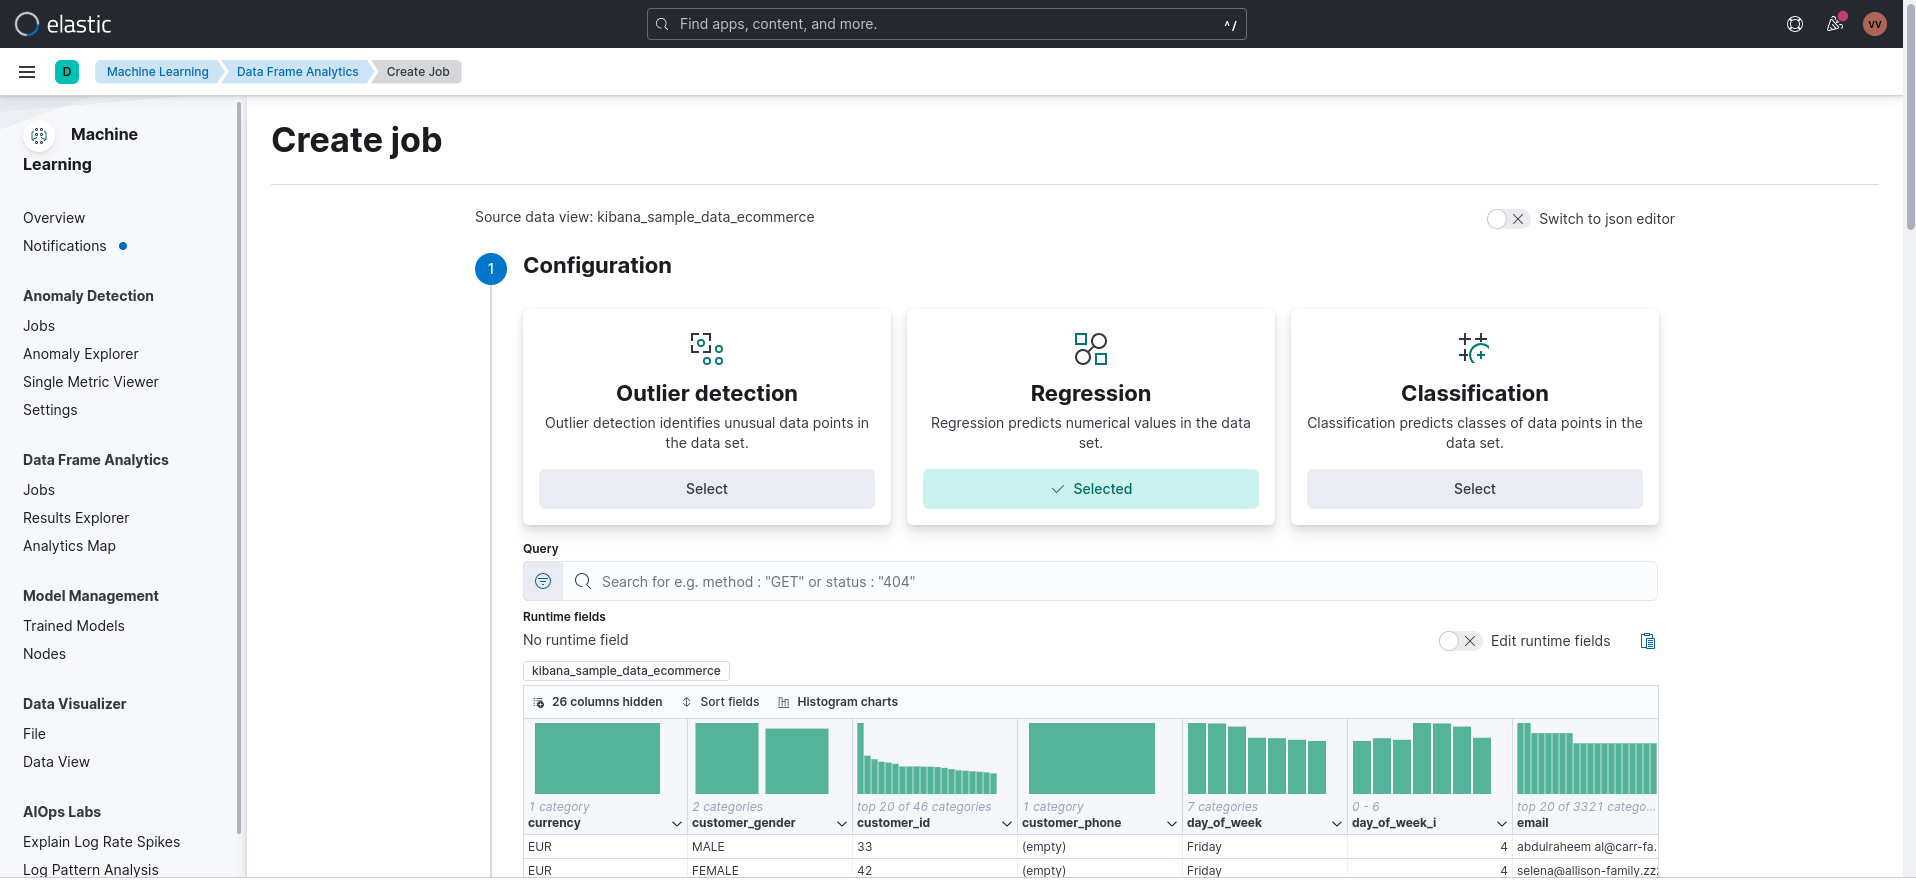 elastic
Find apps, content, and more.
^/
VV
D
Machine Learning
Data Frame Analytics
Create Job
Machine
Learning
Overview
Notifications
Anomaly Detection
Jobs
Anomaly Explorer
Single Metric Viewer
Settings
Data Frame Analytics
Jobs
Results Explorer
Analytics Map
Model Management
Trained Models
Nodes
Data Visualizer
File
Data View
AIOps Labs
Explain Log Rate Spikes
Log Pattern Analysis
Create job
Source data view: kibana_sample_data_ecommerce
Switch to json editor
1
Configuration
Outlier detection
Outlier detection identifies unusual data points in
the data set.
Select
Regression
Regression predicts numerical values in the data
set.
Selected
Classification
Classification predicts classes of data points in the
data set.
Select
Query
Search for e.g. method : "GET" or status : "404"
Runtime fields
No runtime field
Edit runtime fields
kibana_sample_data_ecommerce
26 columns hidden
Sort fields
Histogram charts
1 category
2 categories
top 20 of 46 categories
1 category
7 categories
0 - 6
top 20 of 3321 catego...
currency
customer_gender
customer_id
customer_phone
day_of_week
day_of_week_i
email
EUR MALE 33 (empty) Friday 4 abdulraheem al@carr-fa.
EUR FEMALE 42 (empty) Friday 4 selena@allison-family.zz